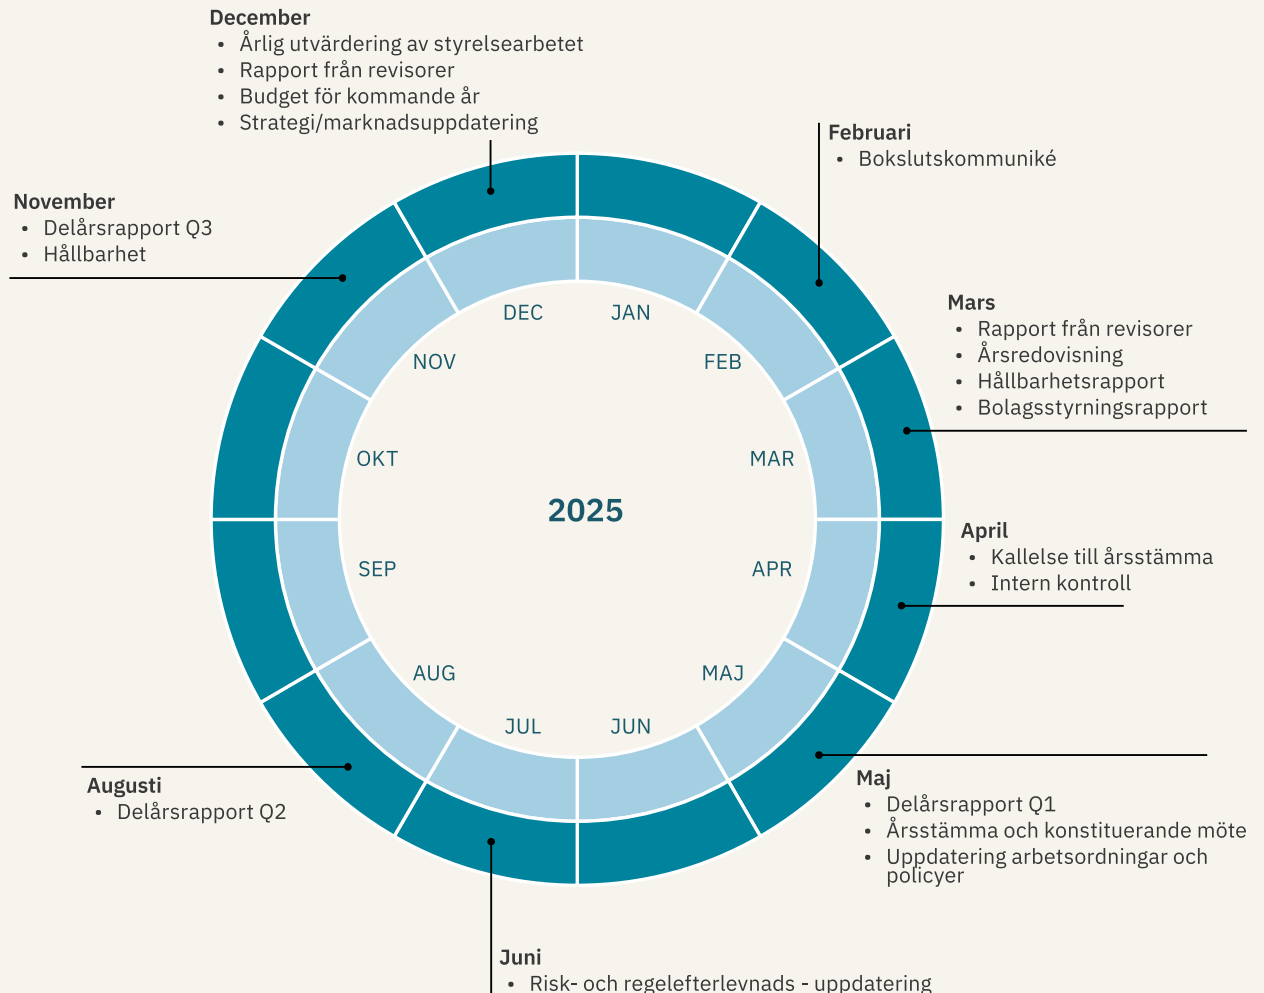 December
• Årlig utvärdering av styrelsearbetet
• Rapport från revisorer
• Budget för kommande år
• Strategi/marknadsuppdatering
Februari
• Bokslutskommuniké
November
• Delårsrapport Q3
• Hållbarhet
Mars
• Rapport från revisorer
• Årsredovisning
• Hållbarhetsrapport
• Bolagsstyrningsrapport
DEC
JAN
NOV
FEB
OKT
MAR
2025
SEP
APR
AUG
MAJ
JUL
JUN
April
• Kallelse till årsstämma
• Intern kontroll
Augusti
• Delårsrapport Q2
Maj
• Delårsrapport Q1
• Årsstämma och konstituerande möte
• Uppdatering arbetsordningar och
policyer
Juni
• Risk- och regelefterlevnads - uppdatering